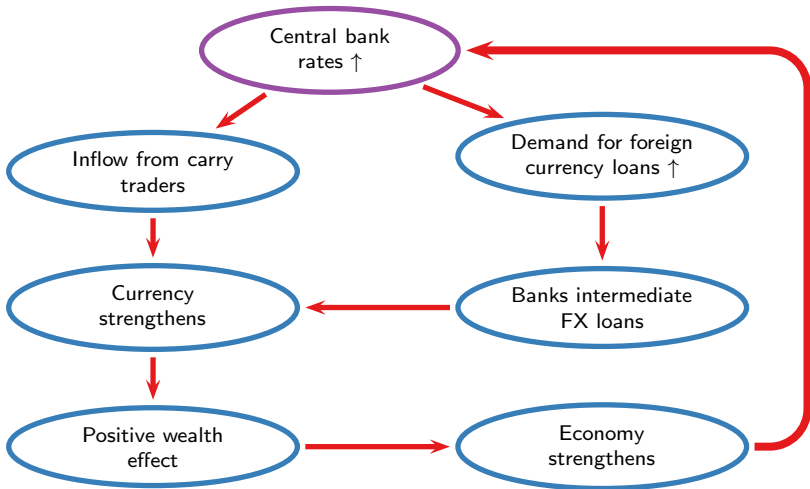 Central bank
rates ↑
Inflow from carry
traders
Demand for foreign
currency loans ↑
Currency
strengthens
Banks intermediate
FX loans
Positive wealth
effect
Economy
strengthens